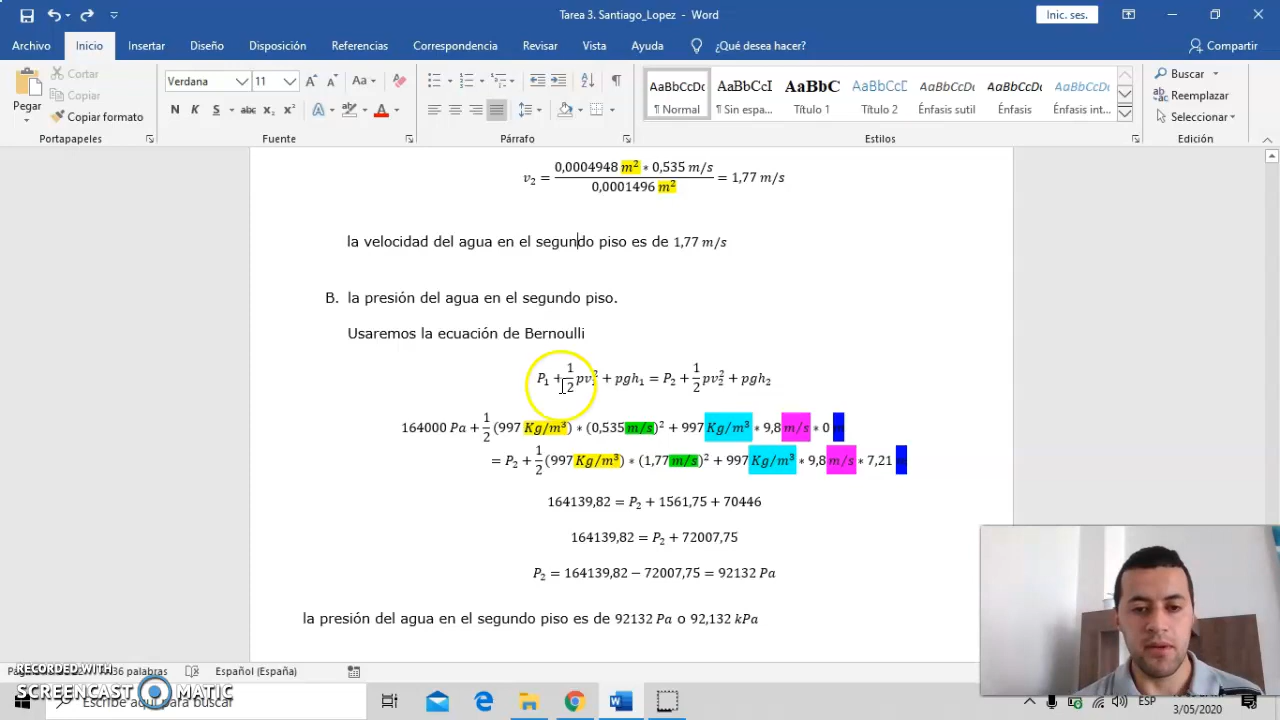 Tarea 3. Santiago_Lopez - Word
Inic. ses.
Archivo Inicio Insertar Diseño Disposición Referencias Correspondencia Revisar Vista Ayuda ¿Qué desea hacer? Compartir
Pegar
Cortar
Copiar
Copiar formato
Portapapeles
Verdana 11
Fuente
Párrafo
AaBbCcDc AaBbCcI AaBbC AaBbCcD AaBbCcDc AaBbCcDc AaBbCcDc
¶ Normal ¶ Sin espa... Título 1 Título 2 Énfasis sutil Énfasis Énfasis int...
Estilos
Buscar
Reemplazar
Seleccionar
Edición
v₂ = (0,0004948 m² * 0,535 m/s) / (0,0001496 m²) = 1,77 m/s
la velocidad del agua en el segundo piso es de 1,77 m/s
B. la presión del agua en el segundo piso.
Usaremos la ecuación de Bernoulli
P₁ + 1/2 pv₁² + pgh₁ = P₂ + 1/2 pv₂² + pgh₂
164000 Pa + 1/2 (997 Kg/m³) * (0,535 m/s)² + 997 Kg/m³ * 9,8 m/s * 0 m
= P₂ + 1/2 (997 Kg/m³) * (1,77 m/s)² + 997 Kg/m³ * 9,8 m/s * 7,21 m
164139,82 = P₂ + 1561,75 + 70446
164139,82 = P₂ + 72007,75
P₂ = 164139,82 − 72007,75 = 92132 Pa
la presión del agua en el segundo piso es de 92132 Pa o 92,132 kPa
36 palabras Español (España)
RECORDED WITH
SCREENCAST MATIC
Escribe aquí para buscar
ESP
3/05/2020